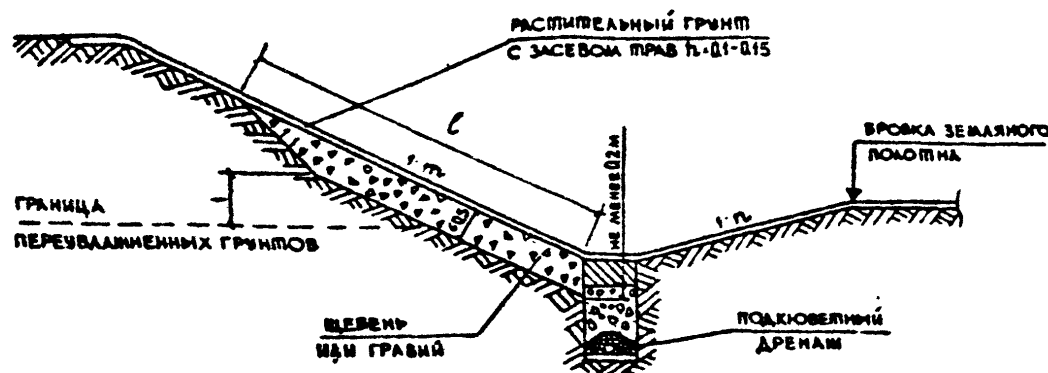 РАСТИТЕЛЬНЫЙ ГРУНТ
С ЗАСЕВОМ ТРАВ h=0,1-0,15
l
1:m
НЕ МЕНЕЕ 0,2 М
БРОВКА ЗЕМЛЯНОГО
ПОЛОТНА
1:n
ГРАНИЦА
ПЕРЕУВЛАЖНЕННЫХ ГРУНТОВ
ЩЕБЕНЬ
ИЛИ ГРАВИЙ
ПОДКЮВЕТНЫЙ
ДРЕНАЖ